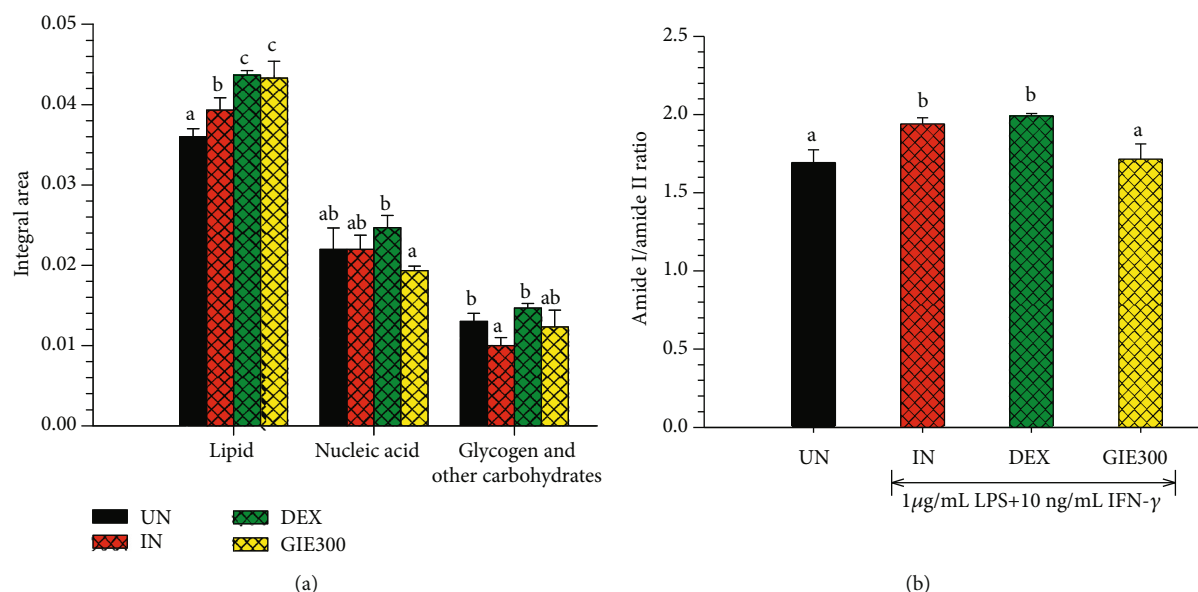 0.05
0.04
0.03
0.02
0.01
0.00
Integral area
a
b
c
c
ab
ab
b
a
b
a
b
ab
Lipid
Nucleic acid
Glycogen and
other carbohydrates
UN
DEX
IN
GIE300
(a)
2.5
2.0
1.5
1.0
0.5
0.0
Amide I/amide II ratio
a
b
b
a
UN
IN
DEX
GIE300
1μg/mL LPS+10 ng/mL IFN-γ
(b)